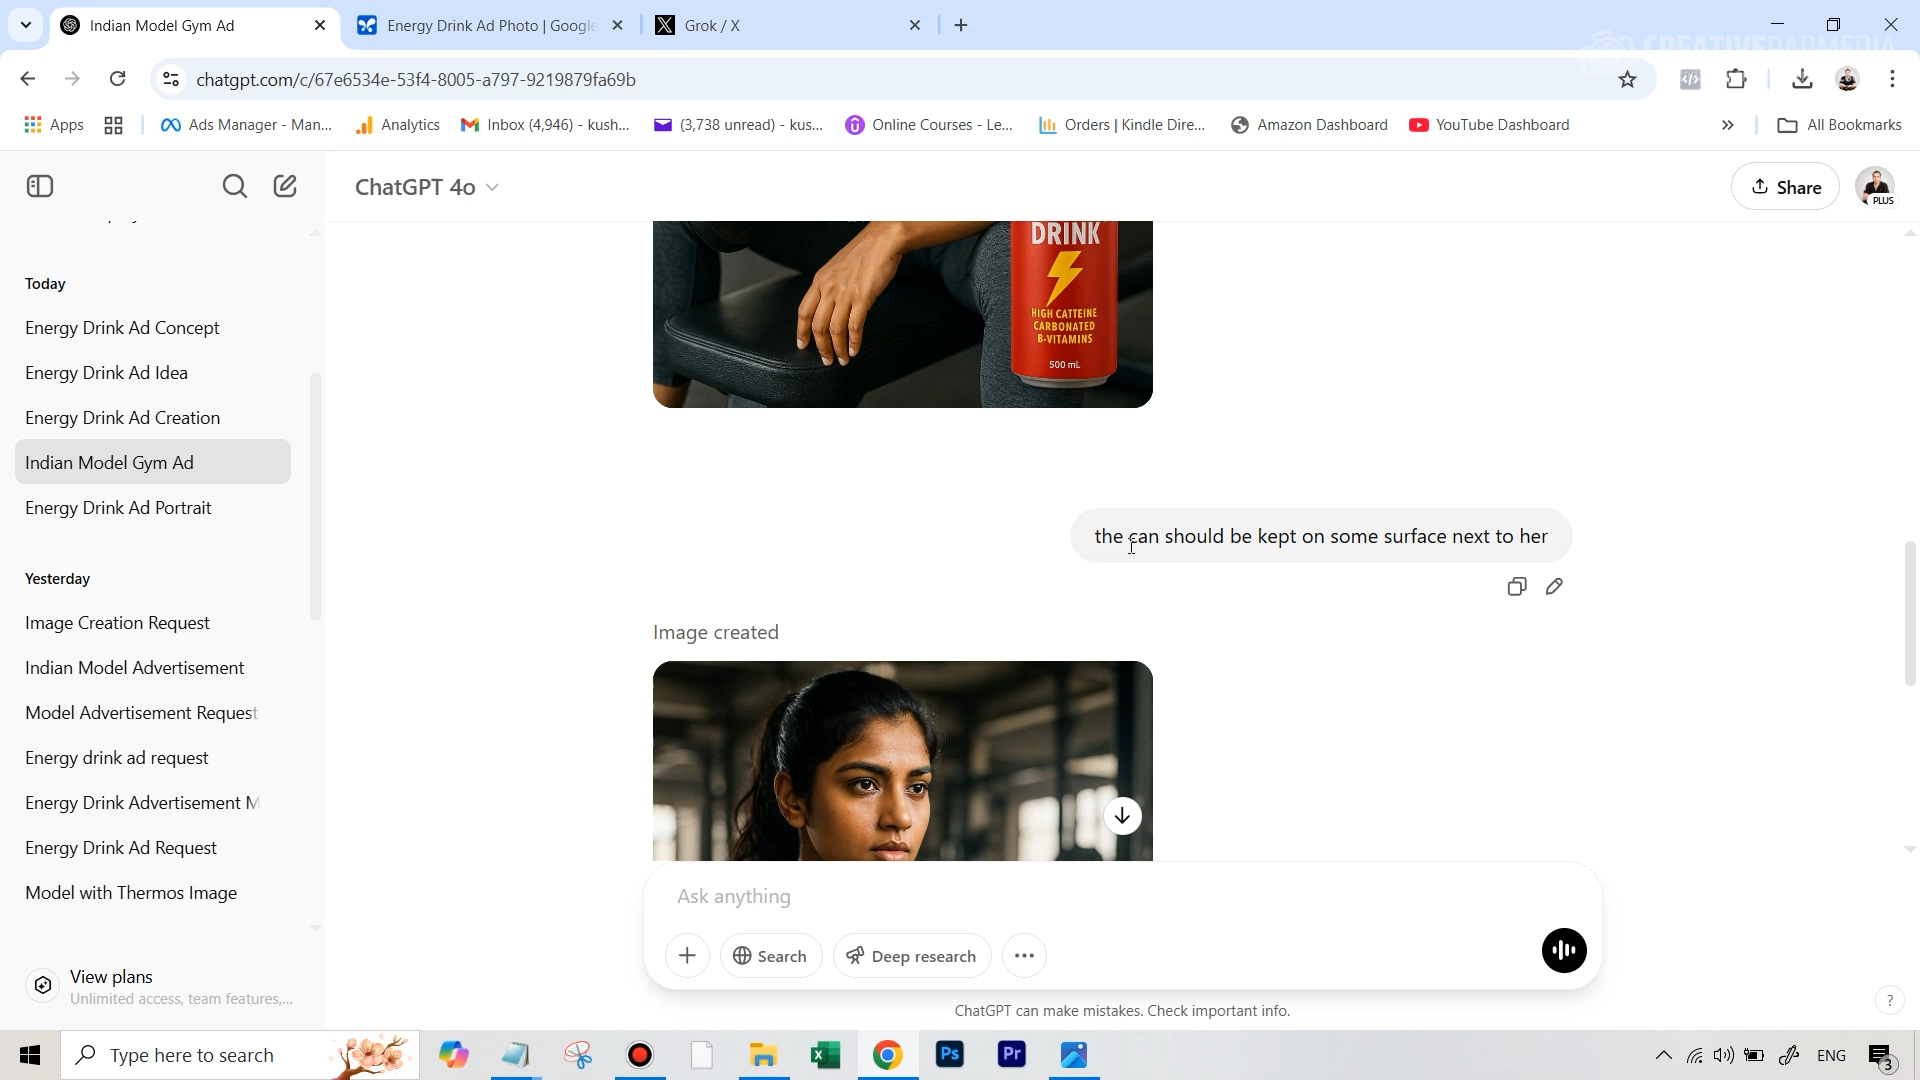 Indian Model Gym Ad
Energy Drink Ad Photo | Google
Grok / X
CREATIVEPADMEDIA
chatgpt.com/c/67e6534e-53f4-8005-a797-9219879fa69b
Apps
Ads Manager - Man...
Analytics
Inbox (4,946) - kush...
(3,738 unread) - kus...
Online Courses - Le...
Orders | Kindle Dire...
Amazon Dashboard
YouTube Dashboard
All Bookmarks
ChatGPT 4o
Share
PLUS
Today
Energy Drink Ad Concept
Energy Drink Ad Idea
Energy Drink Ad Creation
Indian Model Gym Ad
Energy Drink Ad Portrait
Yesterday
Image Creation Request
Indian Model Advertisement
Model Advertisement Request
Energy drink ad request
Energy Drink Advertisement M
Energy Drink Ad Request
Model with Thermos Image
View plans
Unlimited access, team features,...
DRINK
HIGH CATTEINE
CARBONATED
B-VITAMINS
500 mL
the can should be kept on some surface next to her
Image created
Ask anything
Search
Deep research
ChatGPT can make mistakes. Check important info.
?
Type here to search
Ps
Pr
ENG
3